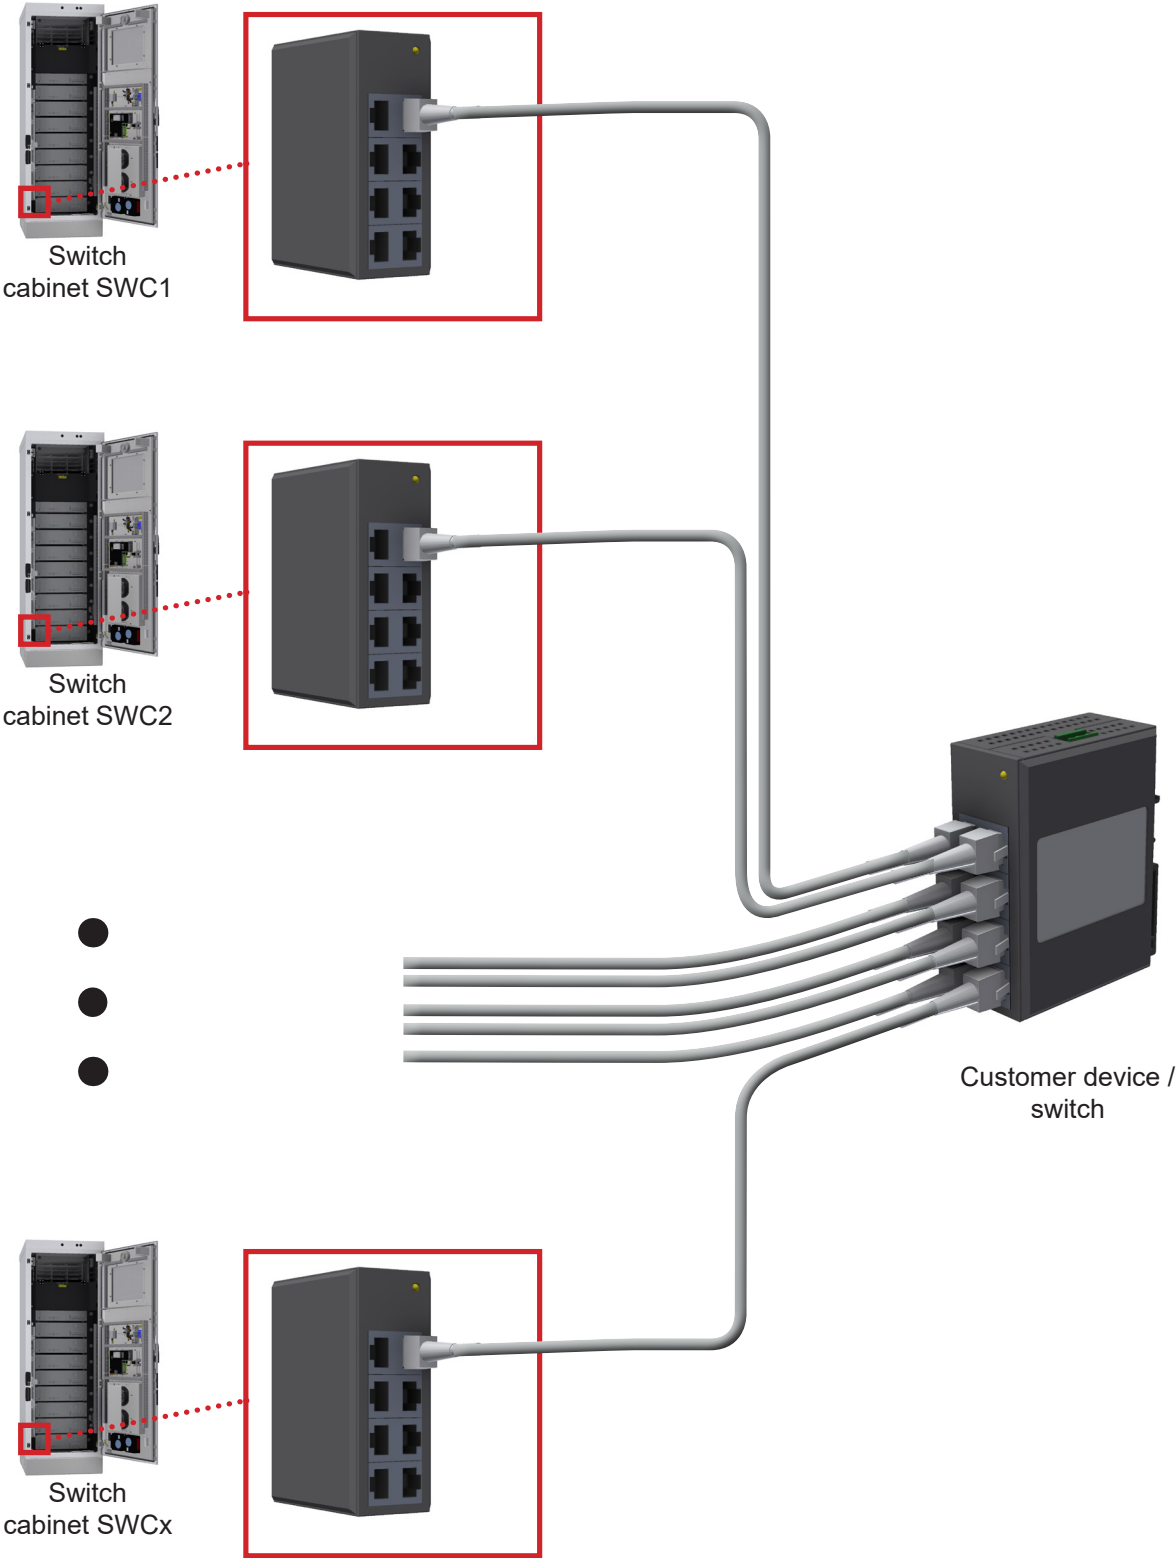 Switch
cabinet SWC1
Switch
cabinet SWC2
Customer device /
switch
Switch
cabinet SWCx